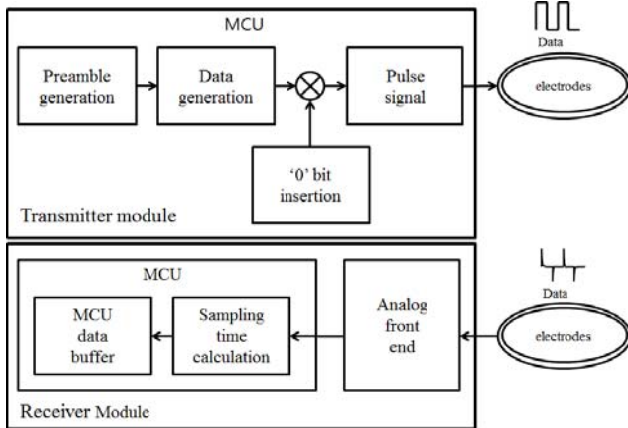 MCU
Data
Preamble
generation
Data
generation
Pulse
signal
electrodes
‘0’ bit
insertion
Transmitter module
MCU
Data
MCU
data
buffer
Sampling
time
calculation
Analog
front
end
electrodes
Receiver Module